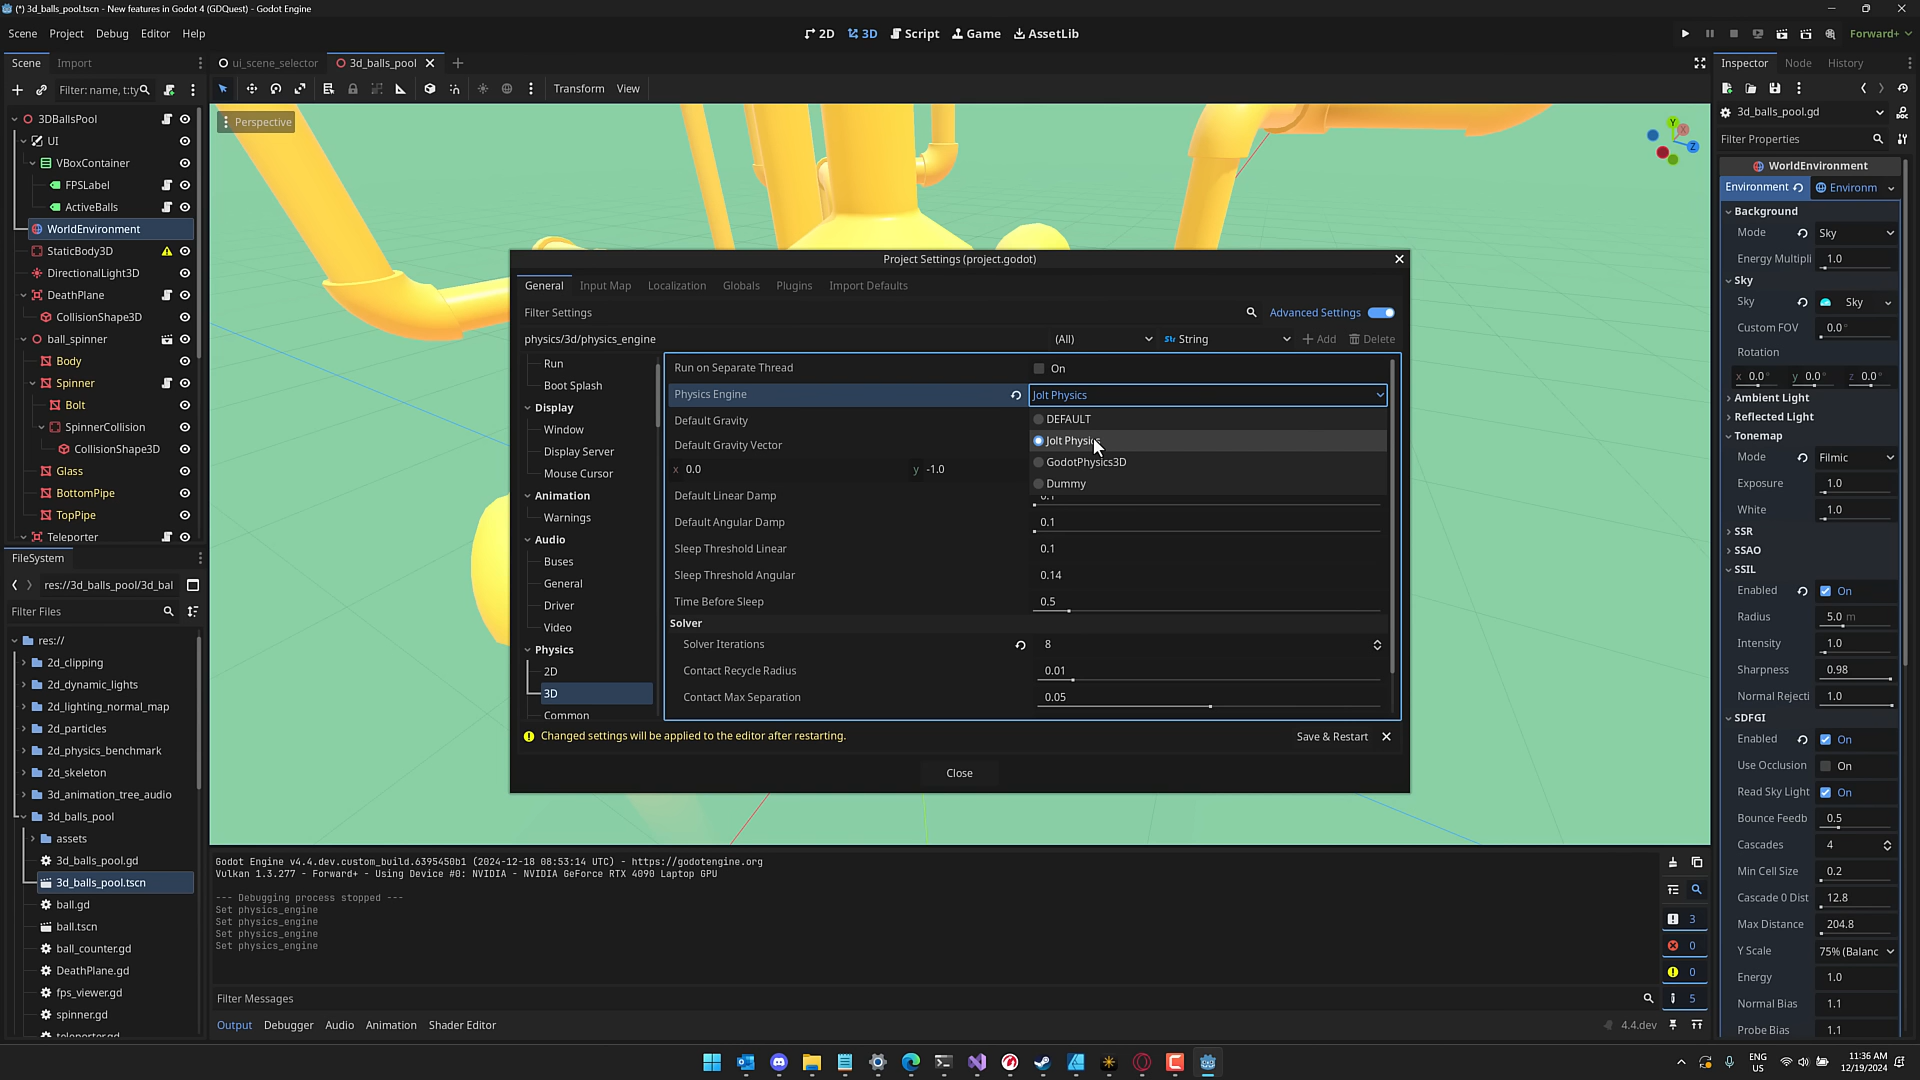 (*) 3d_balls_pool.tscn - New features in Godot 4 (GDQuest) - Godot Engine
Scene Project Debug Editor Help
2D 3D Script Game AssetLib
Forward+
Scene Import
ui_scene_selector 3d_balls_pool
Inspector Node History
Filter: name, t:ty
Transform View
3d_balls_pool.gd
Filter Properties
3DBallsPool
UI
VBoxContainer
FPSLabel
ActiveBalls
WorldEnvironment
StaticBody3D
DirectionalLight3D
DeathPlane
CollisionShape3D
ball_spinner
Body
Spinner
Bolt
SpinnerCollision
CollisionShape3D
Glass
BottomPipe
TopPipe
Teleporter
Perspective
Y
X
Z
Project Settings (project.godot)
General Input Map Localization Globals Plugins Import Defaults
Filter Settings
Advanced Settings
physics/3d/physics_engine
(All)
String
Add
Delete
Run
Boot Splash
Display
Window
Display Server
Mouse Cursor
Animation
Warnings
Audio
Buses
General
Driver
Video
Physics
2D
3D
Common
Run on Separate Thread
On
Physics Engine
Jolt Physics
DEFAULT
Jolt Physics
GodotPhysics3D
Dummy
Default Gravity
Default Gravity Vector
x 0.0
y -1.0
Default Linear Damp
0.1
Default Angular Damp
0.1
Sleep Threshold Linear
0.1
Sleep Threshold Angular
0.14
Time Before Sleep
0.5
Solver
Solver Iterations
8
Contact Recycle Radius
0.01
Contact Max Separation
0.05
Changed settings will be applied to the editor after restarting.
Save & Restart
Close
WorldEnvironment
Environment
Environm
Background
Mode Sky
Energy Multipli 1.0
Sky
Sky Sky
Custom FOV 0.0 °
Rotation
x 0.0 ° y 0.0 ° z 0.0 °
Ambient Light
Reflected Light
Tonemap
Mode Filmic
Exposure 1.0
White 1.0
SSR
SSAO
SSIL
Enabled On
Radius 5.0 m
Intensity 1.0
Sharpness 0.98
Normal Rejecti 1.0
SDFGI
Enabled On
Use Occlusion On
Read Sky Light On
Bounce Feedb 0.5
Cascades 4
Min Cell Size 0.2
Cascade 0 Dist 12.8
Max Distance 204.8
Y Scale 75% (Balanc
Energy 1.0
Normal Bias 1.1
Probe Bias 1.1
FileSystem
res://3d_balls_pool/3d_bal
Filter Files
res://
2d_clipping
2d_dynamic_lights
2d_lighting_normal_map
2d_particles
2d_physics_benchmark
2d_skeleton
3d_animation_tree_audio
3d_balls_pool
assets
3d_balls_pool.gd
3d_balls_pool.tscn
ball.gd
ball.tscn
ball_counter.gd
DeathPlane.gd
fps_viewer.gd
spinner.gd
teleporter.gd
Godot Engine v4.4.dev.custom_build.6395450b1 (2024-12-18 08:53:14 UTC) - https://godotengine.org
Vulkan 1.3.277 - Forward+ - Using Device #0: NVIDIA - NVIDIA GeForce RTX 4090 Laptop GPU
--- Debugging process stopped ---
Set physics_engine
Set physics_engine
Set physics_engine
Set physics_engine
3
0
0
5
Filter Messages
Output Debugger Audio Animation Shader Editor
4.4.dev
ENG
US
11:36 AM
12/19/2024